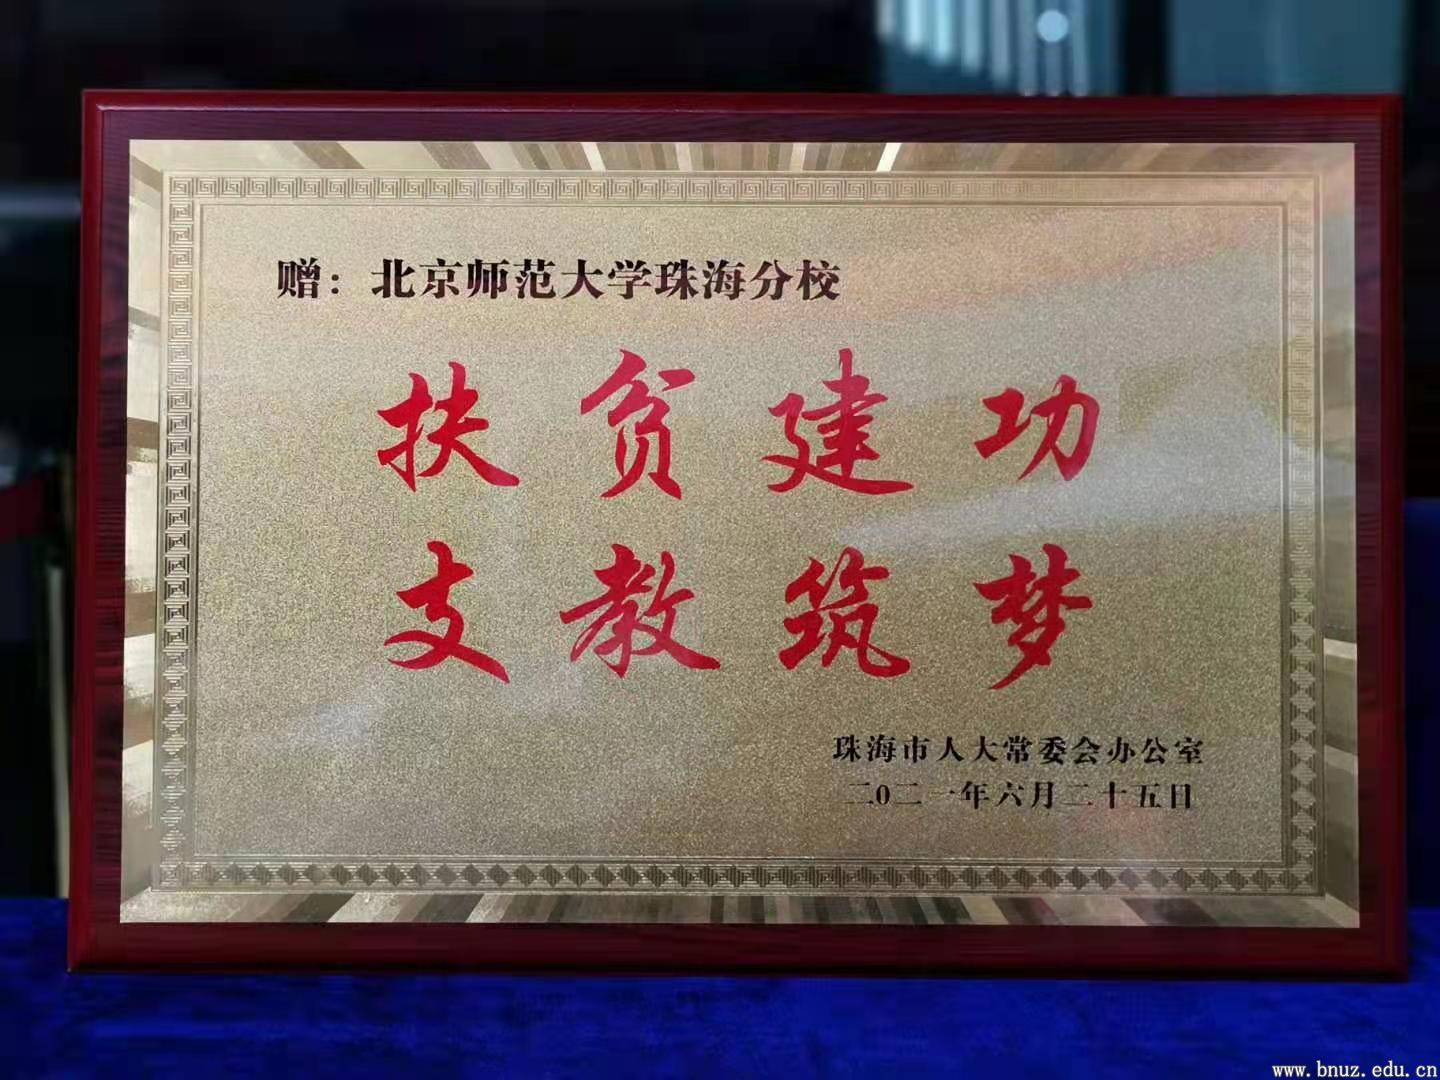 赠：北京师范大学珠海分校
扶贫建功
支教筑梦
珠海市人大常委会办公室
二0二一年六月二十五日
www.bnuz.edu.cn